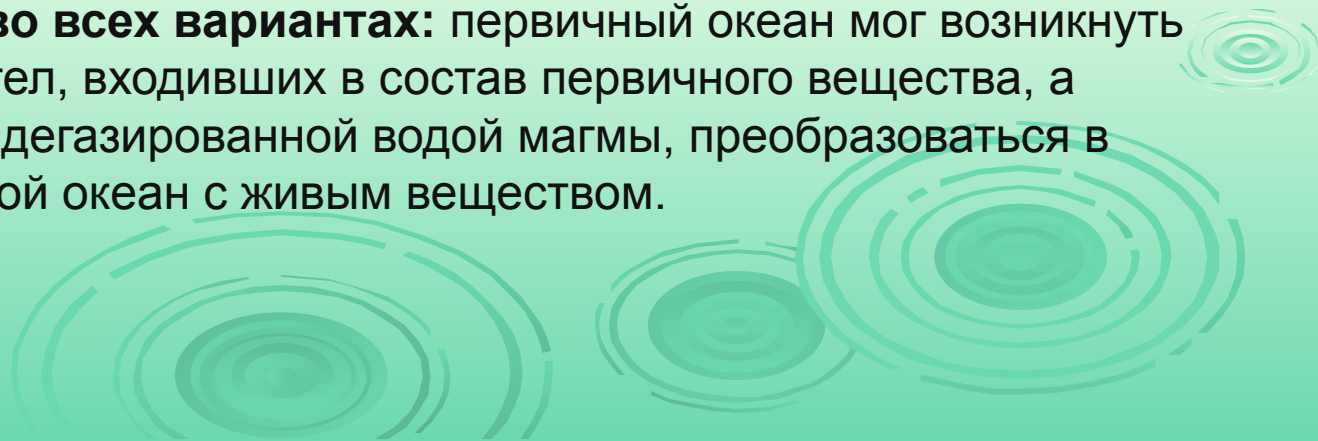 во всех вариантах: первичный океан мог возникнуть
тел, входивших в состав первичного вещества, а
дегазированной водой магмы, преобразоваться в
ой океан с живым веществом.